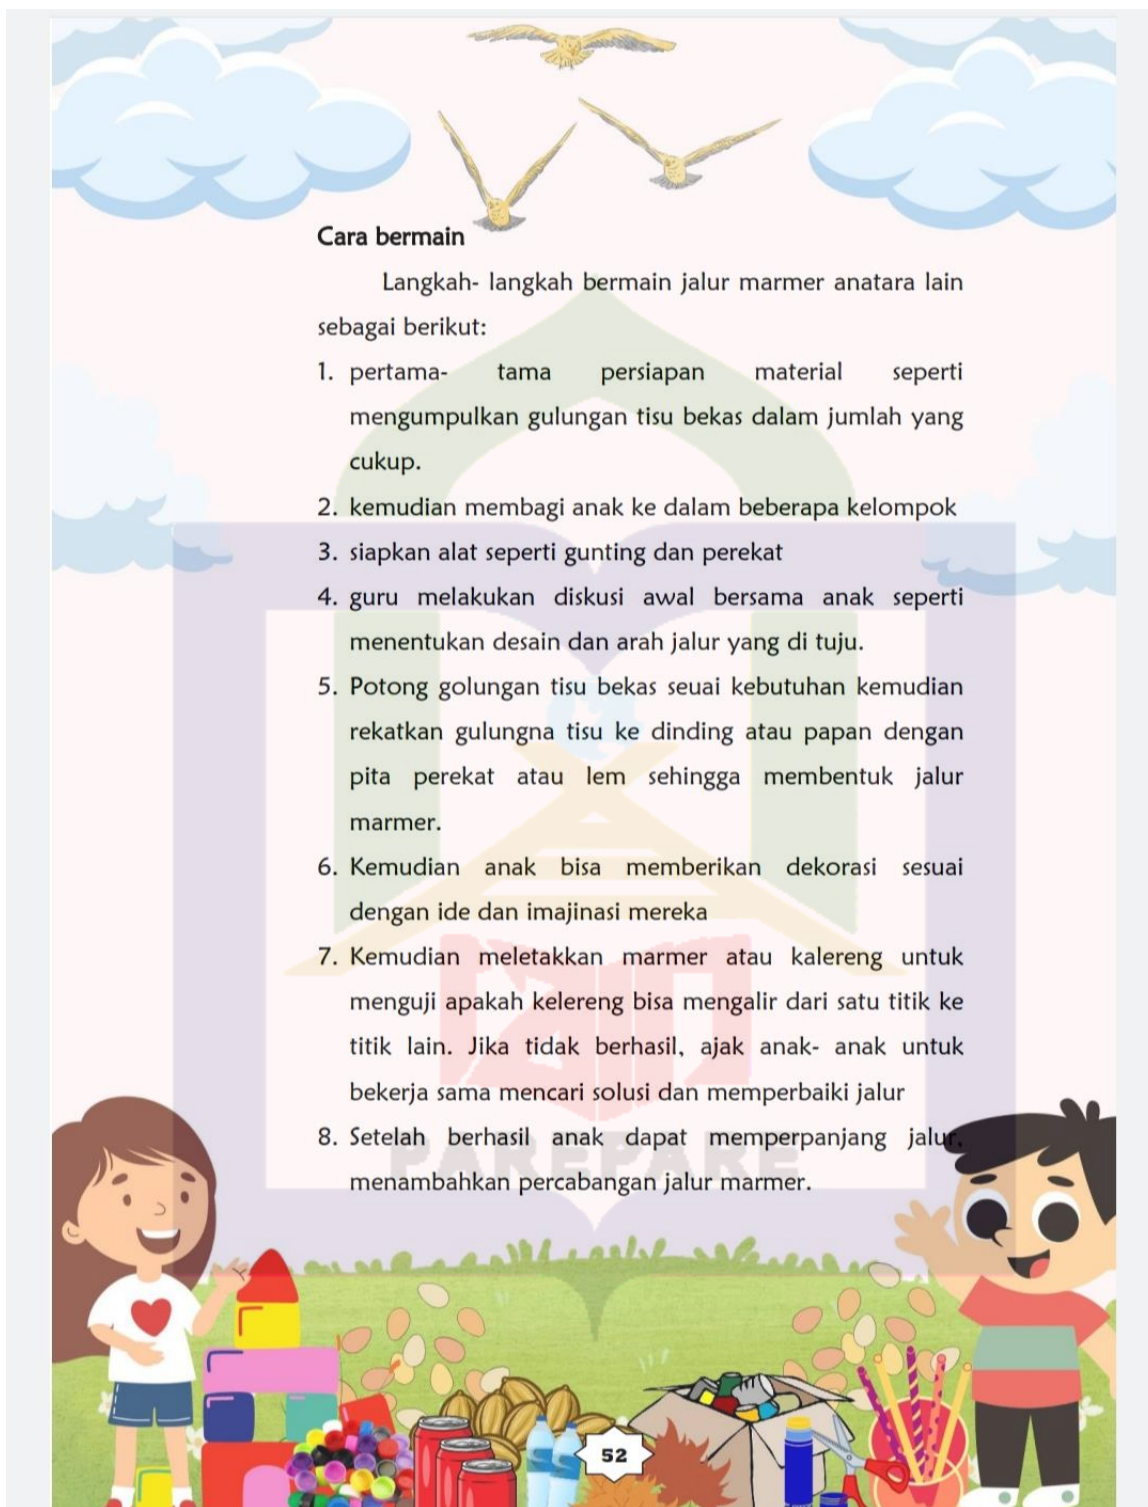 Cara bermain
Langkah- langkah bermain jalur marmer anatara lain
sebagai berikut:
1. pertama- tama persiapan material seperti
mengumpulkan gulungan tisu bekas dalam jumlah yang
cukup.
2. kemudian membagi anak ke dalam beberapa kelompok
3. siapkan alat seperti gunting dan perekat
4. guru melakukan diskusi awal bersama anak seperti
menentukan desain dan arah jalur yang di tuju.
5. Potong golungan tisu bekas seuai kebutuhan kemudian
rekatkan gulungna tisu ke dinding atau papan dengan
pita perekat atau lem sehingga membentuk jalur
marmer.
6. Kemudian anak bisa memberikan dekorasi sesuai
dengan ide dan imajinasi mereka
7. Kemudian meletakkan marmer atau kalereng untuk
menguji apakah kelereng bisa mengalir dari satu titik ke
titik lain. Jika tidak berhasil, ajak anak- anak untuk
bekerja sama mencari solusi dan memperbaiki jalur
8. Setelah berhasil anak dapat memperpanjang jalur,
PAREPARE
menambahkan percabangan jalur marmer.
52